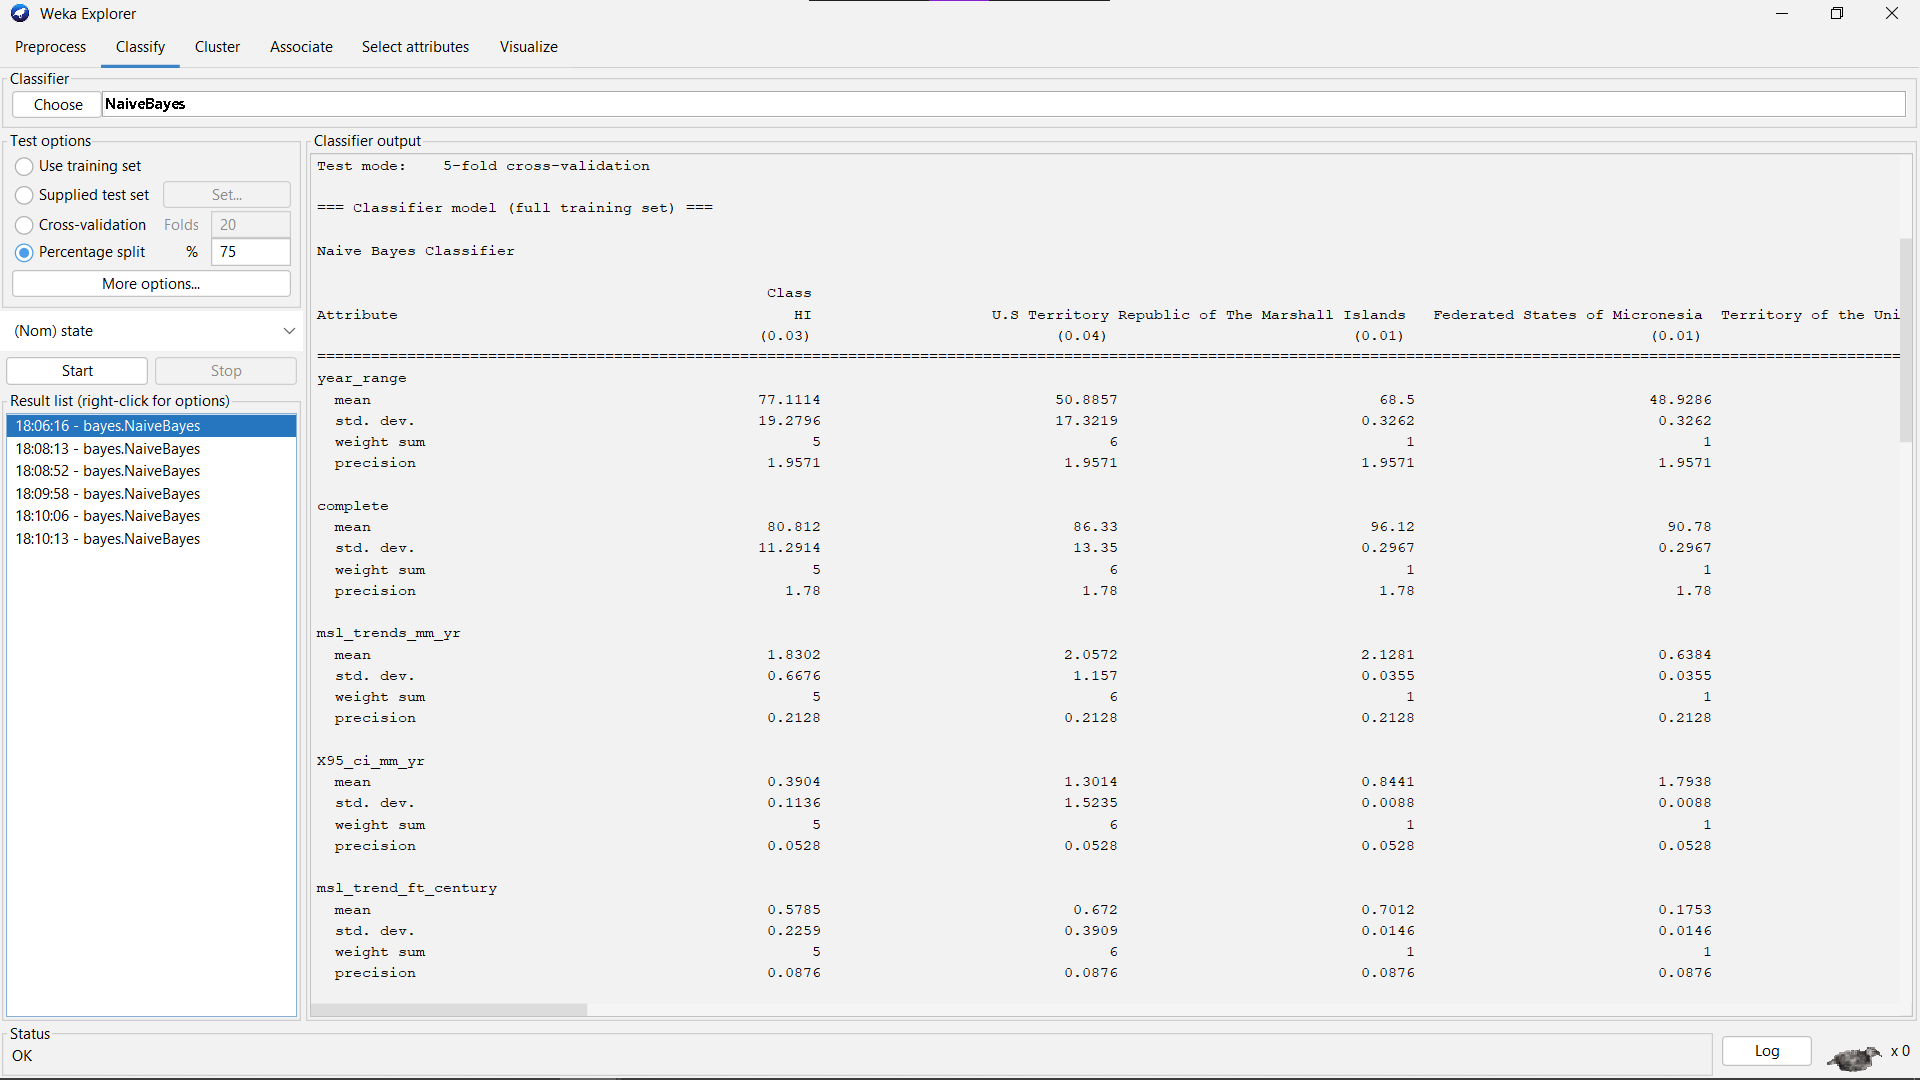 Weka Explorer
Preprocess Classify Cluster Associate Select attributes Visualize
Classifier
Choose NaiveBayes
Test options
Use training set
Supplied test set Set...
Cross-validation Folds 20
Percentage split % 75
More options...
(Nom) state
Start Stop
Result list (right-click for options)
18:06:16 - bayes.NaiveBayes
18:08:13 - bayes.NaiveBayes
18:08:52 - bayes.NaiveBayes
18:09:58 - bayes.NaiveBayes
18:10:06 - bayes.NaiveBayes
18:10:13 - bayes.NaiveBayes
Classifier output
Test mode: 5-fold cross-validation
=== Classifier model (full training set) ===
Naive Bayes Classifier
Class
Attribute HI U.S Territory Republic of The Marshall Islands Federated States of Micronesia Territory of the Uni
(0.03) (0.04) (0.01) (0.01)
year_range
mean 77.1114 50.8857 68.5 48.9286
std. dev. 19.2796 17.3219 0.3262 0.3262
weight sum 5 6 1 1
precision 1.9571 1.9571 1.9571 1.9571
complete
mean 80.812 86.33 96.12 90.78
std. dev. 11.2914 13.35 0.2967 0.2967
weight sum 5 6 1 1
precision 1.78 1.78 1.78 1.78
msl_trends_mm_yr
mean 1.8302 2.0572 2.1281 0.6384
std. dev. 0.6676 1.157 0.0355 0.0355
weight sum 5 6 1 1
precision 0.2128 0.2128 0.2128 0.2128
X95_ci_mm_yr
mean 0.3904 1.3014 0.8441 1.7938
std. dev. 0.1136 1.5235 0.0088 0.0088
weight sum 5 6 1 1
precision 0.0528 0.0528 0.0528 0.0528
msl_trend_ft_century
mean 0.5785 0.672 0.7012 0.1753
std. dev. 0.2259 0.3909 0.0146 0.0146
weight sum 5 6 1 1
precision 0.0876 0.0876 0.0876 0.0876
Status
OK
Log x 0